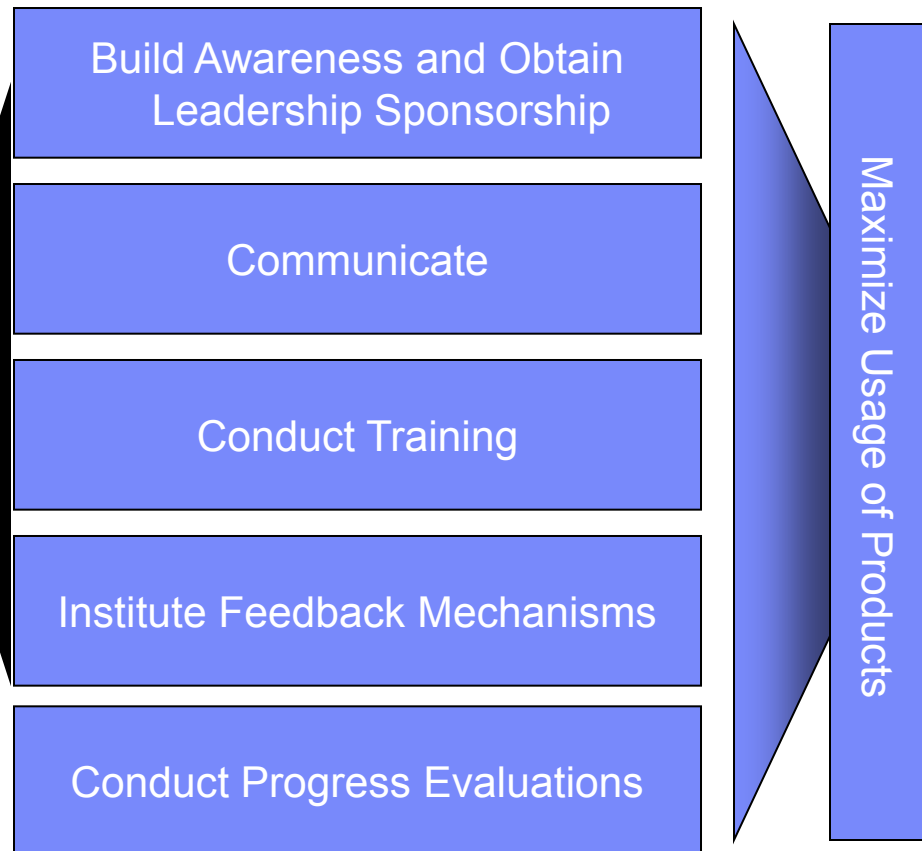 Build Awareness and Obtain
Leadership Sponsorship
Communicate
Conduct Training
Institute Feedback Mechanisms
Conduct Progress Evaluations
Maximize Usage of Products